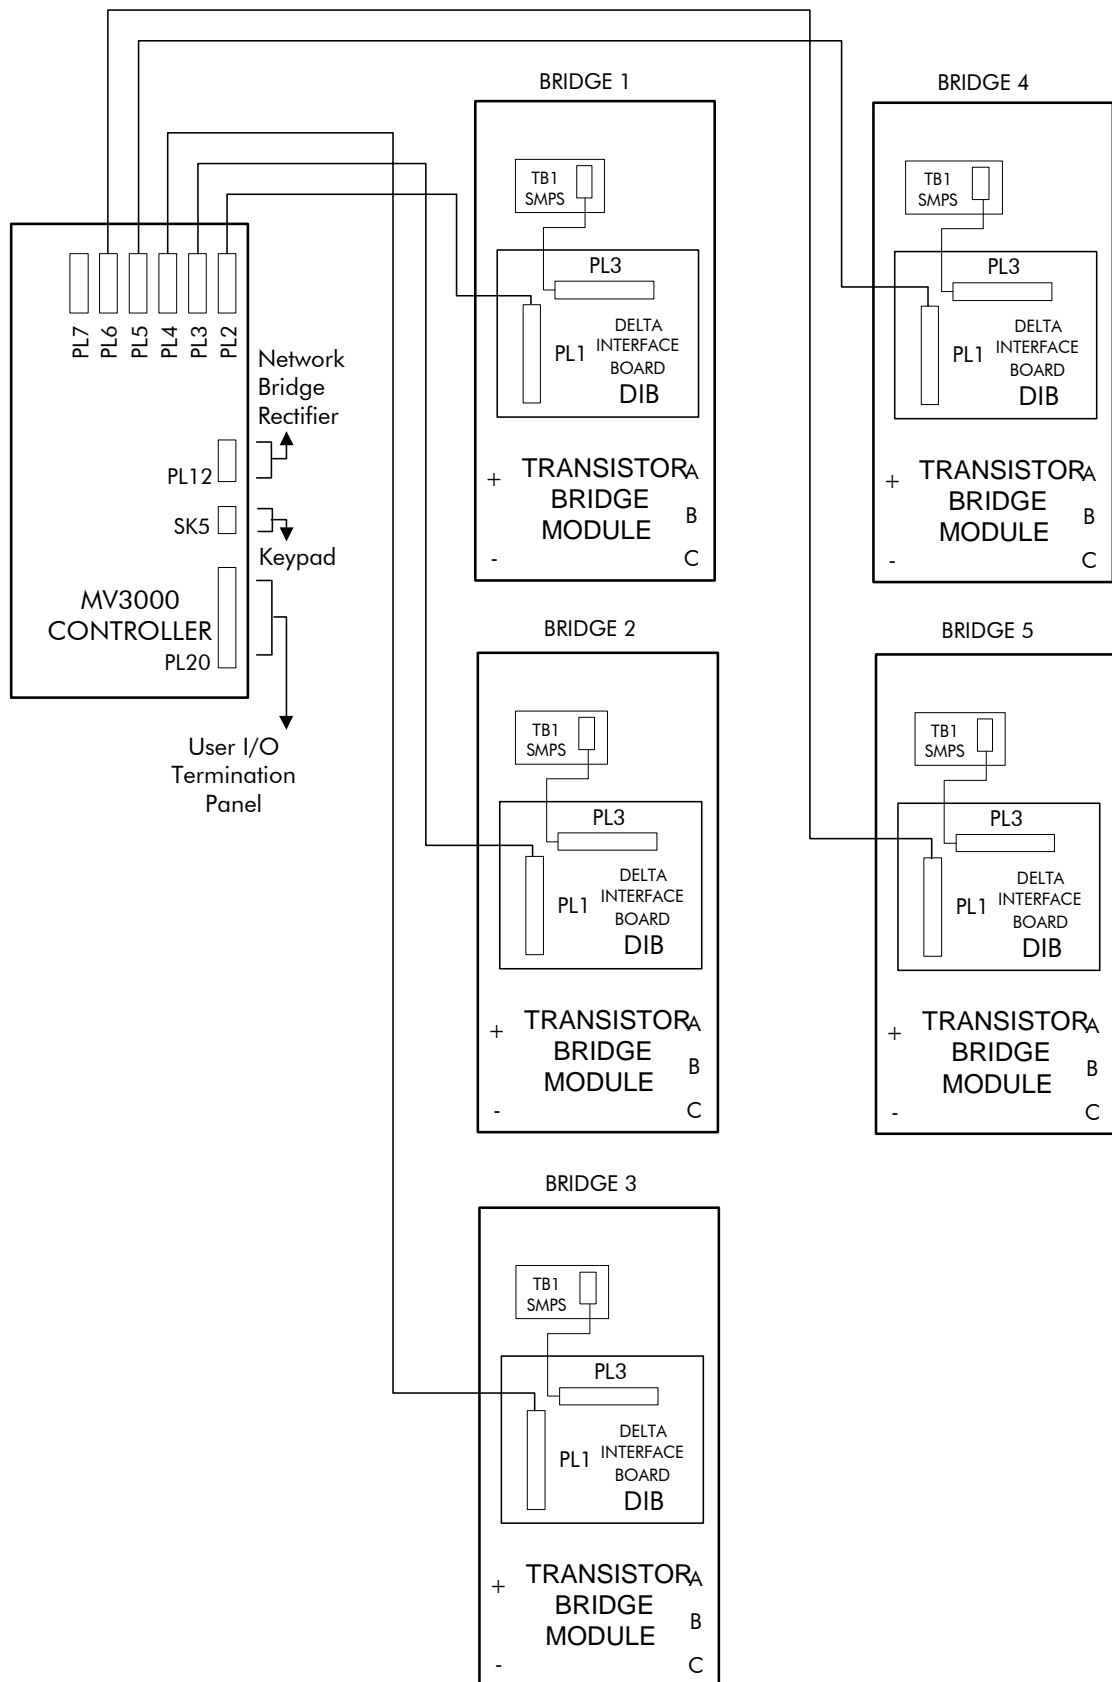 BRIDGE 1
BRIDGE 4
TB1
SMPS
TB1
SMPS
PL7
PL6
PL5
PL4
PL3
PL2
PL3
PL1
DELTA
INTERFACE
BOARD
DIB
PL3
PL1
DELTA
INTERFACE
BOARD
DIB
Network
Bridge
Rectifier
PL12
SK5
Keypad
MV3000
CONTROLLER
PL20
User I/O
Termination
Panel
+
-
TRANSISTOR
BRIDGE
MODULE
A
B
C
+
-
TRANSISTOR
BRIDGE
MODULE
A
B
C
BRIDGE 2
BRIDGE 5
TB1
SMPS
TB1
SMPS
PL3
PL1
DELTA
INTERFACE
BOARD
DIB
PL3
PL1
DELTA
INTERFACE
BOARD
DIB
+
-
TRANSISTOR
BRIDGE
MODULE
A
B
C
+
-
TRANSISTOR
BRIDGE
MODULE
A
B
C
BRIDGE 3
TB1
SMPS
PL3
PL1
DELTA
INTERFACE
BOARD
DIB
+
-
TRANSISTOR
BRIDGE
MODULE
A
B
C